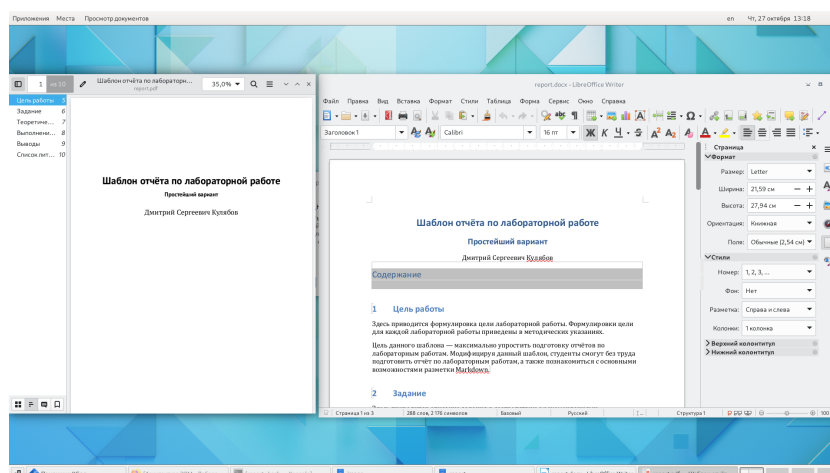 Приложения Места Просмотр документов
en Чт, 27 октября 13:18
1 из 10
Шаблон отчёта по лабораторн...
report.pdf
35,0%
Цель работы 5
Задание 6
Теоретиче... 7
Выполнени... 8
Выводы 9
Список лит... 10
Шаблон отчёта по лабораторной работе
Простейший вариант
Дмитрий Сергеевич Кулябов
report.docx - LibreOffice Writer
Файл Правка Вид Вставка Формат Стили Таблица Форма Сервис Окно Справка
Заголовок 1 Calibri 16 пт Ж К Ч S
Шаблон отчёта по лабораторной работе
Простейший вариант
Дмитрий Сергеевич Кулябов
Содержание
1 Цель работы
Здесь приводится формулировка цели лабораторной работы. Формулировки цели
для каждой лабораторной работы приведены в методических указаниях.
Цель данного шаблона — максимально упростить подготовку отчётов по
лабораторным работам. Модифицируя данный шаблон, студенты смогут без труда
подготовить отчёт по лабораторным работам, а также познакомиться с основными
возможностями разметки Markdown.
2 Задание
Страница
Формат
Размер: Letter
Ширина: 21,59 см
Высота: 27,94 см
Ориентация: Книжная
Поля: Обычные (2,54 см)
Стили
Номер: 1, 2, 3, ...
Фон: Нет
Разметка: Справа и слева
Колонки: 1 колонка
Верхний колонтитул
Нижний колонтитул
Страница 1 из 3 288 слов, 2 178 символов Базовый Русский Структура1 100